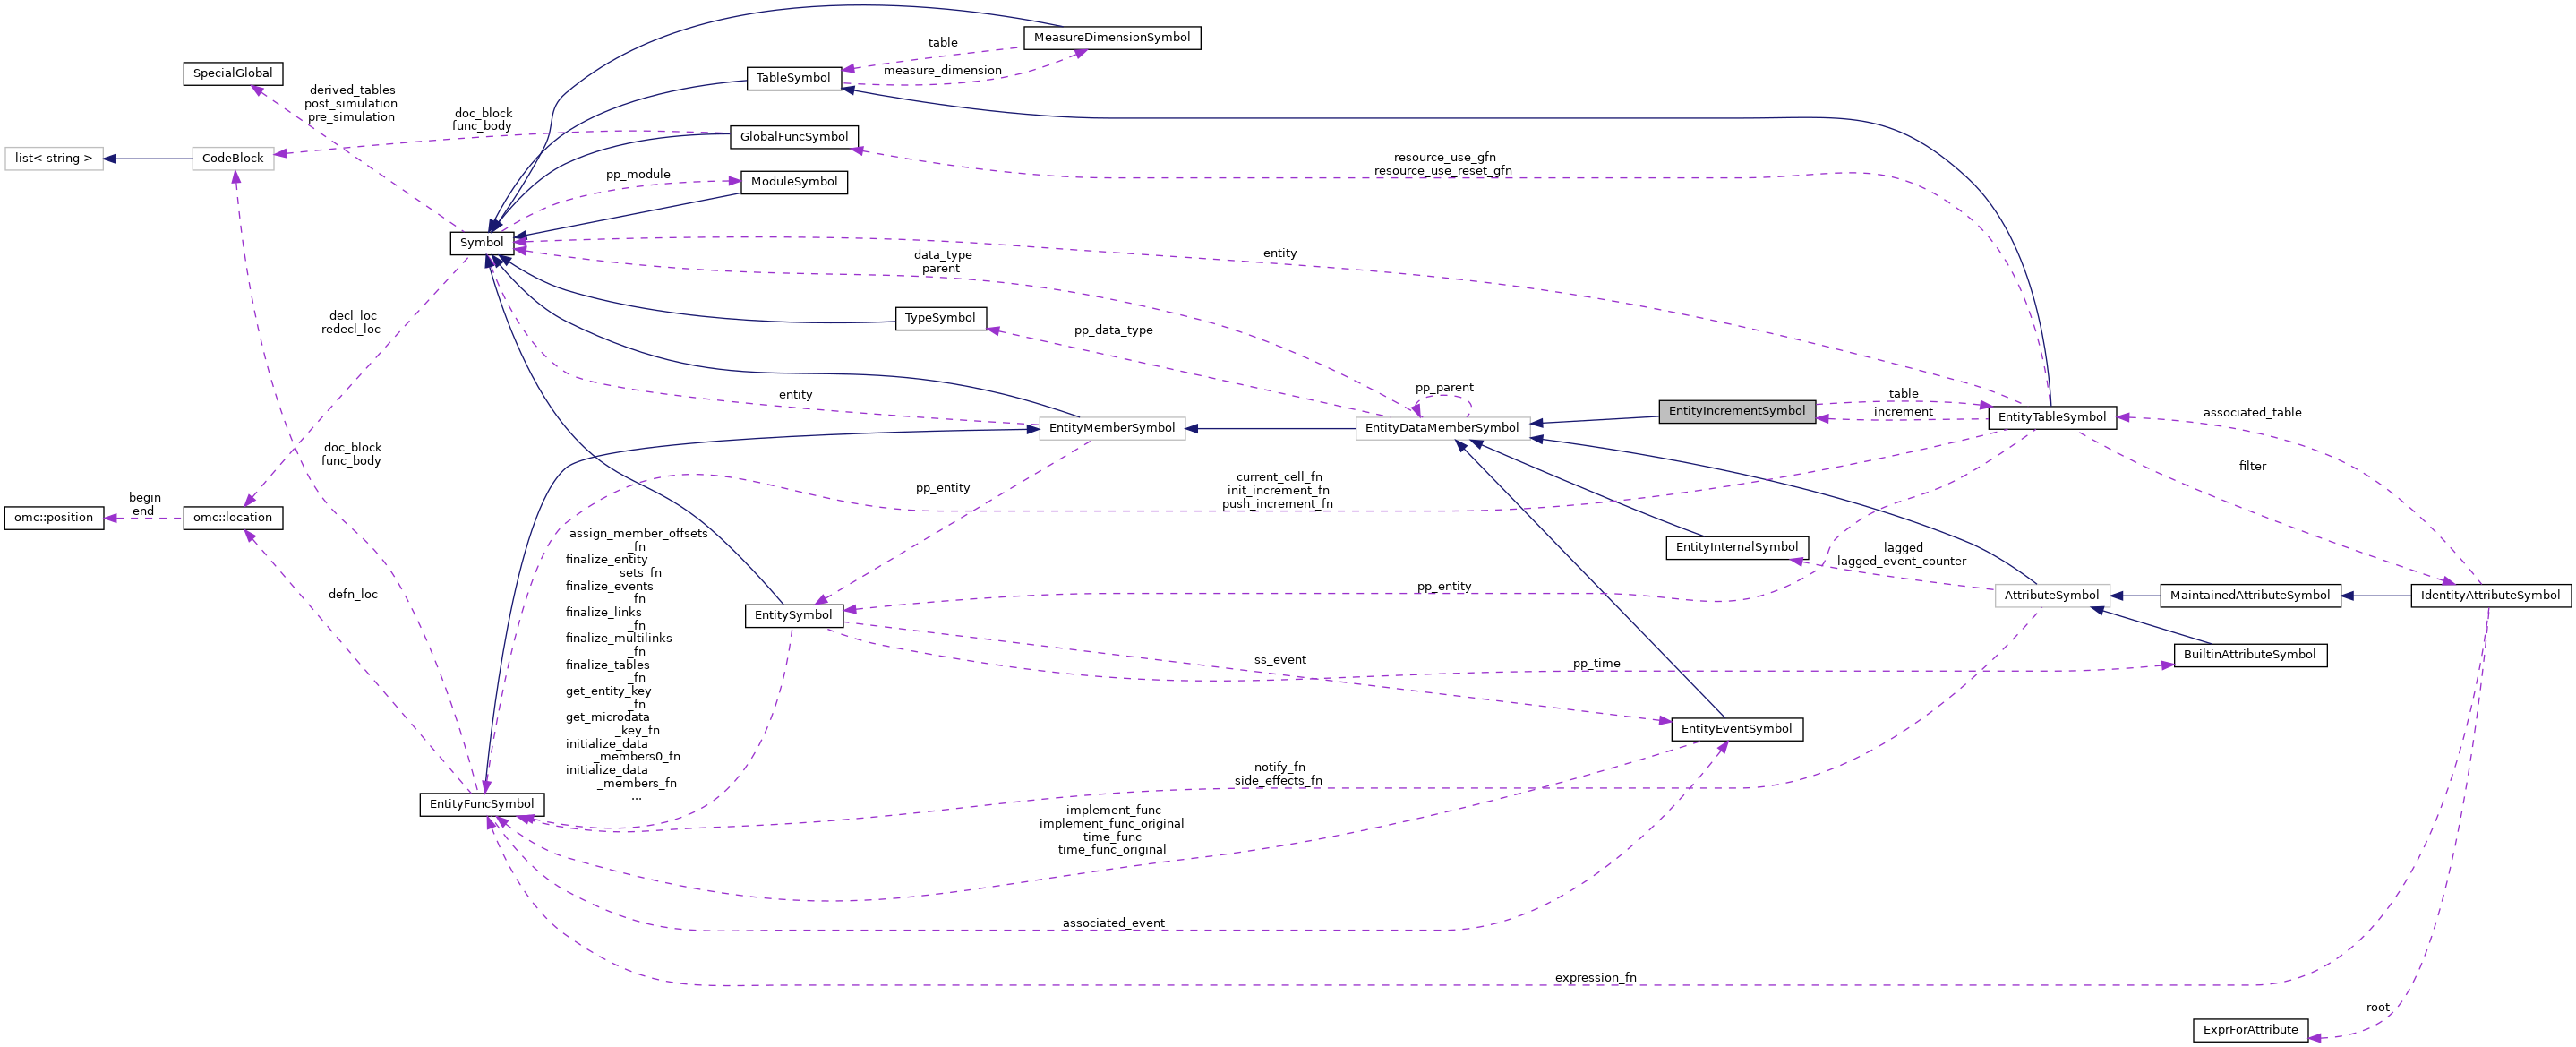 MeasureDimensionSymbol
table
SpecialGlobal
TableSymbol
measure_dimension
derived_tables
post_simulation
pre_simulation
doc_block
func_body
GlobalFuncSymbol
list< string >
CodeBlock
resource_use_gfn
resource_use_reset_gfn
pp_module
ModuleSymbol
Symbol
entity
data_type
parent
decl_loc
redecl_loc
TypeSymbol
pp_data_type
pp_parent
entity
table
EntityIncrementSymbol
increment
EntityTableSymbol
associated_table
EntityMemberSymbol
EntityDataMemberSymbol
doc_block
func_body
filter
current_cell_fn
init_increment_fn
push_increment_fn
pp_entity
begin
end
omc::position
omc::location
assign_member_offsets
_fn
finalize_entity
_sets_fn
finalize_events
_fn
finalize_links
_fn
finalize_multilinks
_fn
finalize_tables
_fn
get_entity_key
_fn
get_microdata
_key_fn
initialize_data
_members0_fn
initialize_data
_members_fn
...
EntityInternalSymbol
lagged
lagged_event_counter
defn_loc
pp_entity
EntitySymbol
AttributeSymbol
MaintainedAttributeSymbol
IdentityAttributeSymbol
ss_event
pp_time
BuiltinAttributeSymbol
EntityEventSymbol
notify_fn
side_effects_fn
EntityFuncSymbol
implement_func
implement_func_original
time_func
time_func_original
associated_event
expression_fn
root
ExprForAttribute